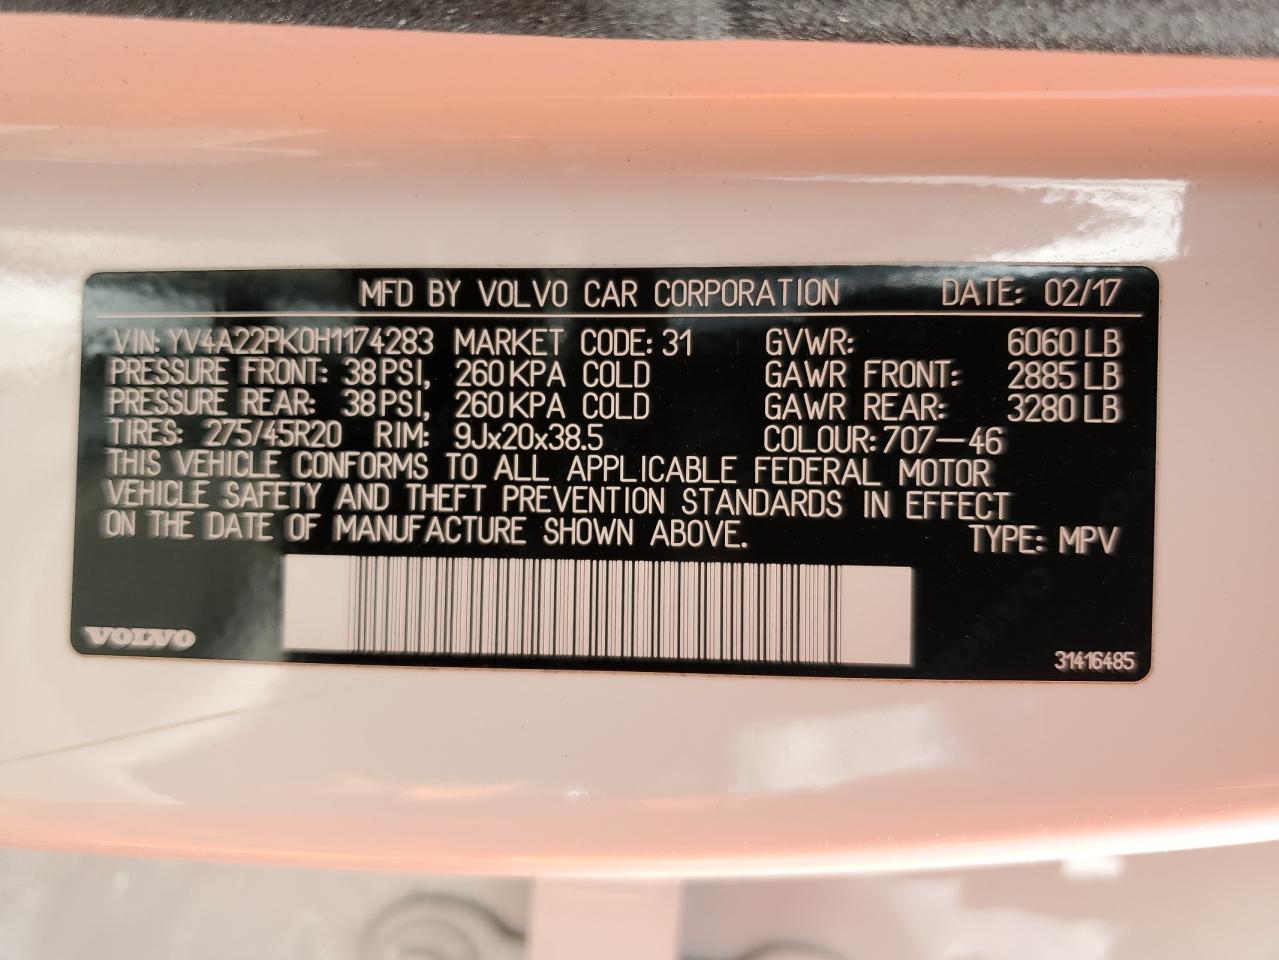 MFD BY VOLVO CAR CORPORATION DATE: 02/17
VIN: YV4A22PK0H1174283 MARKET CODE: 31 GVWR: 6060 LB
PRESSURE FRONT: 38 PSI, 260 KPA COLD GAWR FRONT: 2885 LB
PRESSURE REAR: 38 PSI, 260 KPA COLD GAWR REAR: 3280 LB
TIRES: 275/45R20 RIM: 9Jx20x38.5 COLOUR: 707-46
THIS VEHICLE CONFORMS TO ALL APPLICABLE FEDERAL MOTOR
VEHICLE SAFETY AND THEFT PREVENTION STANDARDS IN EFFECT
ON THE DATE OF MANUFACTURE SHOWN ABOVE. TYPE: MPV
VOLVO 31416485